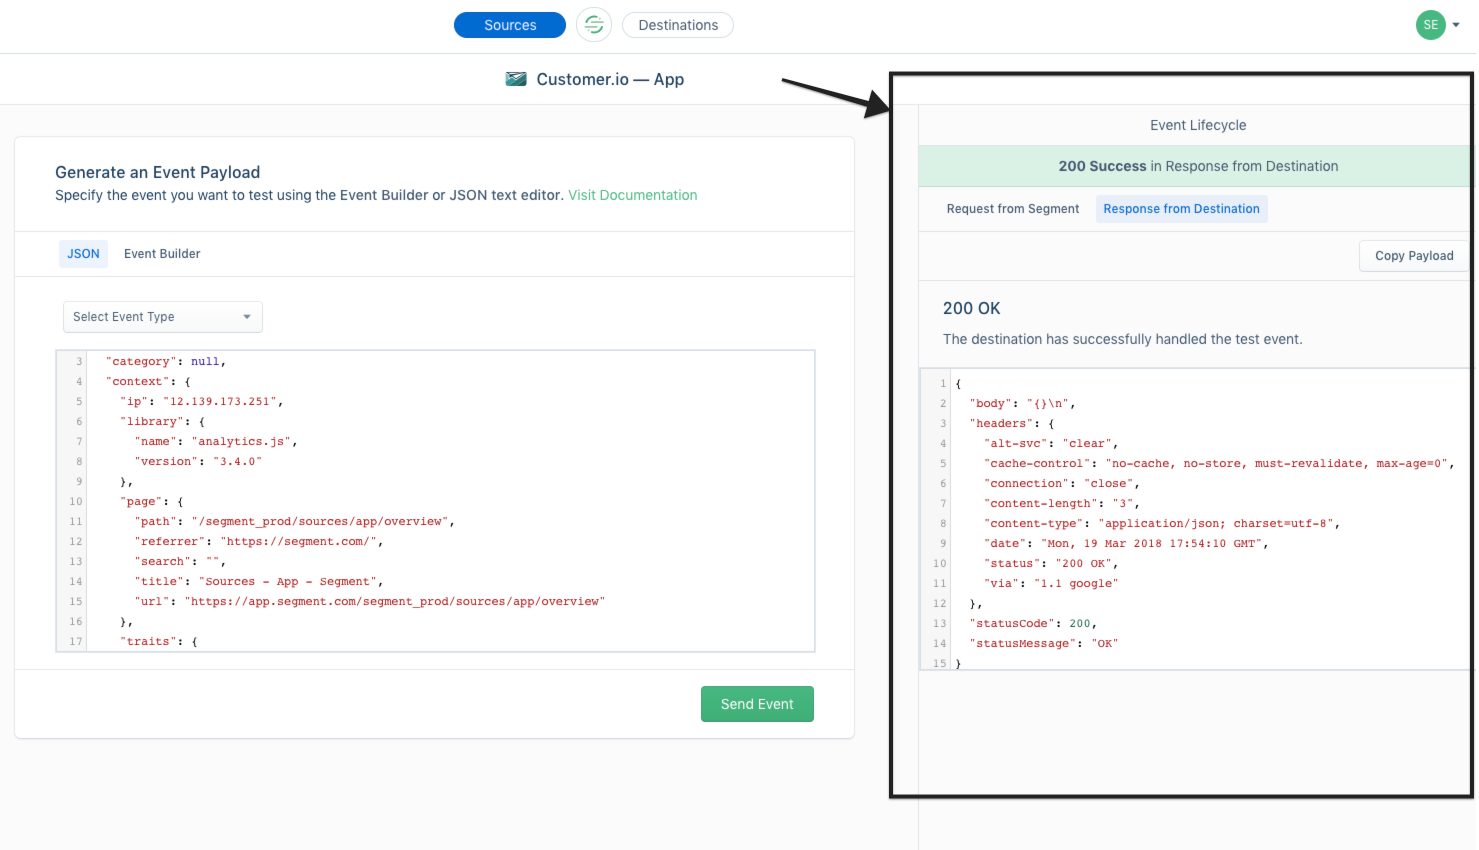 Sources
Destinations
SE
Customer.io — App
Generate an Event Payload
Specify the event you want to test using the Event Builder or JSON text editor. Visit Documentation
JSON
Event Builder
Select Event Type
3 "category": null,
4 "context": {
5 "ip": "12.139.173.251",
6 "library": {
7 "name": "analytics.js",
8 "version": "3.4.0"
9 },
10 "page": {
11 "path": "/segment_prod/sources/app/overview",
12 "referrer": "https://segment.com/",
13 "search": "",
14 "title": "Sources - App - Segment",
15 "url": "https://app.segment.com/segment_prod/sources/app/overview"
16 },
17 "traits": {
Send Event
Event Lifecycle
200 Success in Response from Destination
Request from Segment
Response from Destination
Copy Payload
200 OK
The destination has successfully handled the test event.
1 {
2 "body": "{}\n",
3 "headers": {
4 "alt-svc": "clear",
5 "cache-control": "no-cache, no-store, must-revalidate, max-age=0",
6 "connection": "close",
7 "content-length": "3",
8 "content-type": "application/json; charset=utf-8",
9 "date": "Mon, 19 Mar 2018 17:54:10 GMT",
10 "status": "200 OK",
11 "via": "1.1 google"
12 },
13 "statusCode": 200,
14 "statusMessage": "OK"
15 }